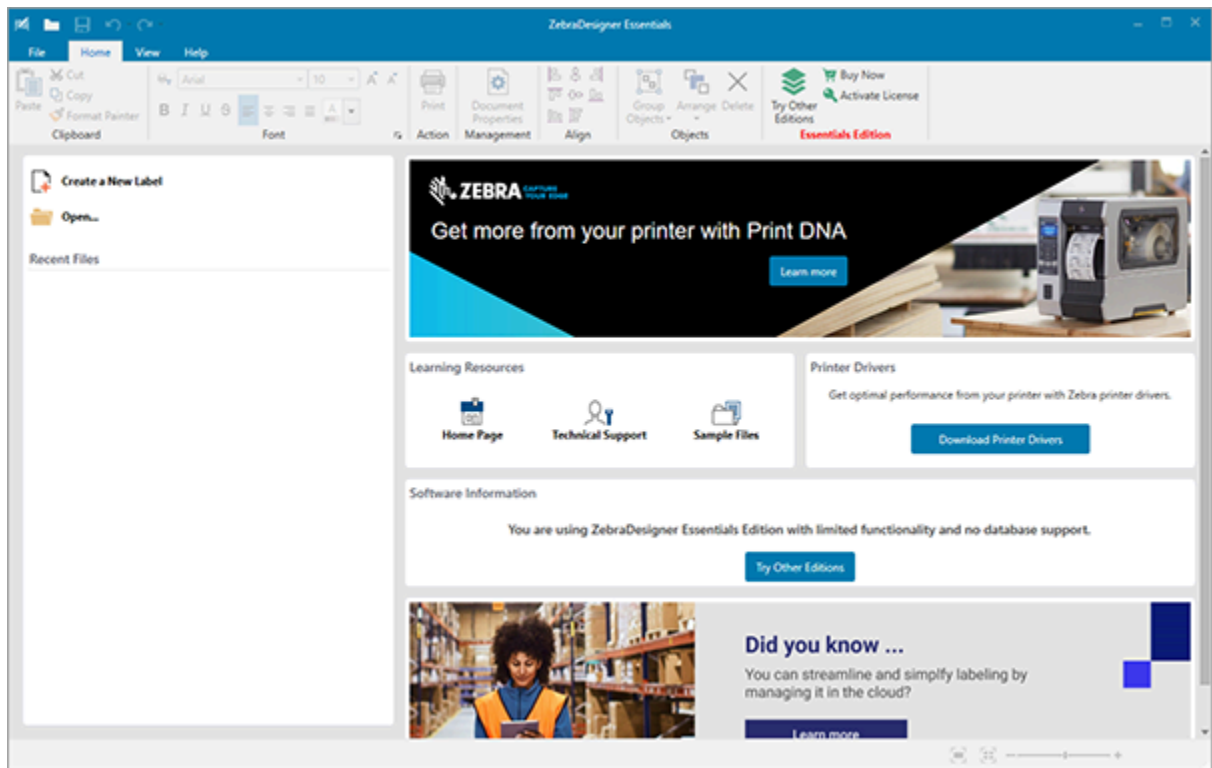 ZebraDesigner Essentials
File Home View Help
Cut
Copy
Paste
Format Painter
Clipboard
Arial 10
B I U S
Font
Print
Action
Document
Properties
Management
Align
Group
Objects
Arrange
Delete
Objects
Try Other
Editions
Buy Now
Activate License
Essentials Edition
Create a New Label
Open...
Recent Files
ZEBRA CAPTURE
YOUR EDGE
Get more from your printer with Print DNA
Learn more
Learning Resources
Home Page
Technical Support
Sample Files
Printer Drivers
Get optimal performance from your printer with Zebra printer drivers.
Download Printer Drivers
Software Information
You are using ZebraDesigner Essentials Edition with limited functionality and no database support.
Try Other Editions
Did you know ...
You can streamline and simplfy labeling by
managing it in the cloud?
Learn more